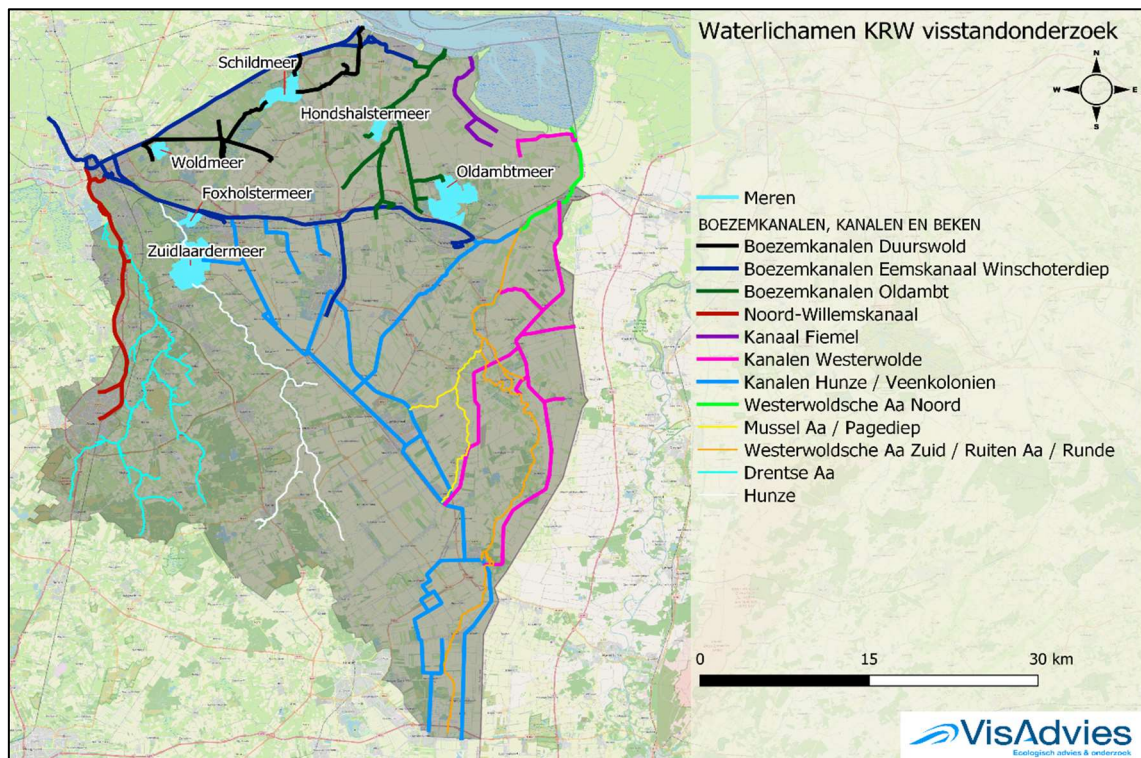 Waterlichamen KRW visstandonderzoek
N
W
E
S
Schildmeer
Hondshalstermeer
Woldmeer
Oldambtmeer
Foxholstermeer
Zuidlaardermeer
Meren
BOEZEMKANALEN, KANALEN EN BEKEN
Boezemkanalen Duurswold
Boezemkanalen Eemskanaal Winschoterdiep
Boezemkanalen Oldambt
Noord-Willemskanaal
Kanaal Fiemel
Kanalen Westerwolde
Kanalen Hunze / Veenkolonien
Westerwoldsche Aa Noord
Mussel Aa / Pagediep
Westerwoldsche Aa Zuid / Ruiten Aa / Runde
Drentse Aa
Hunze
0 15 30 km
VisAdvies
Ecologisch advies & onderzoek